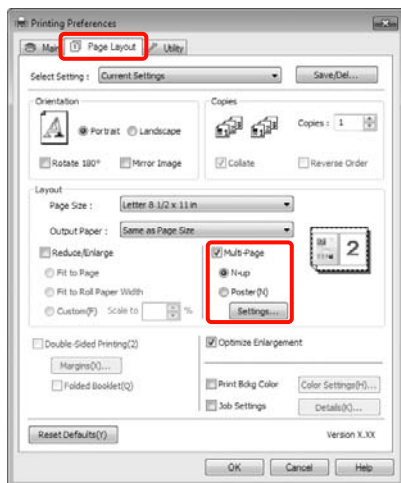 Printing Preferences
Main Page Layout Utility
Select Setting : Current Settings Save/Del...
Orientation
Portrait Landscape
Rotate 180° Mirror Image
Copies
Copies : 1
Collate Reverse Order
Layout
Page Size : Letter 8 1/2 x 11 in
Output Paper : Same as Page Size
Reduce/Enlarge
Fit to Page
Fit to Roll Paper Width
Custom(F) Scale to %
Multi-Page
N-up
Poster(N)
Settings...
2
Double-Sided Printing(2)
Margins(X)...
Folded Booklet(Q)
Optimize Enlargement
Print Bckg Color Color Settings(H)...
Job Settings Details(K)...
Reset Defaults(Y) Version X.XX
OK Cancel Help